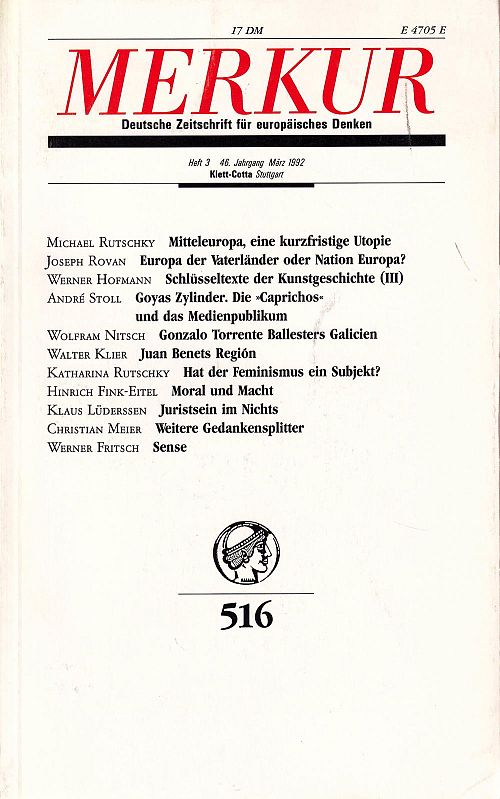 17 DM E 4705 E
MERKUR
Deutsche Zeitschrift für europäisches Denken
Heft 3 46. Jahrgang März 1992
Klett-Cotta Stuttgart
Michael Rutschky Mitteleuropa, eine kurzfristige Utopie
Joseph Rovan Europa der Vaterländer oder Nation Europa?
Werner Hofmann Schlüsseltexte der Kunstgeschichte (III)
André Stoll Goyas Zylinder. Die »Caprichos«
und das Medienpublikum
Wolfram Nitsch Gonzalo Torrente Ballesters Galicien
Walter Klier Juan Benets Región
Katharina Rutschky Hat der Feminismus ein Subjekt?
Hinrich Fink-Eitel Moral und Macht
Klaus Lüderssen Juristsein im Nichts
Christian Meier Weitere Gedankensplitter
Werner Fritsch Sense
516